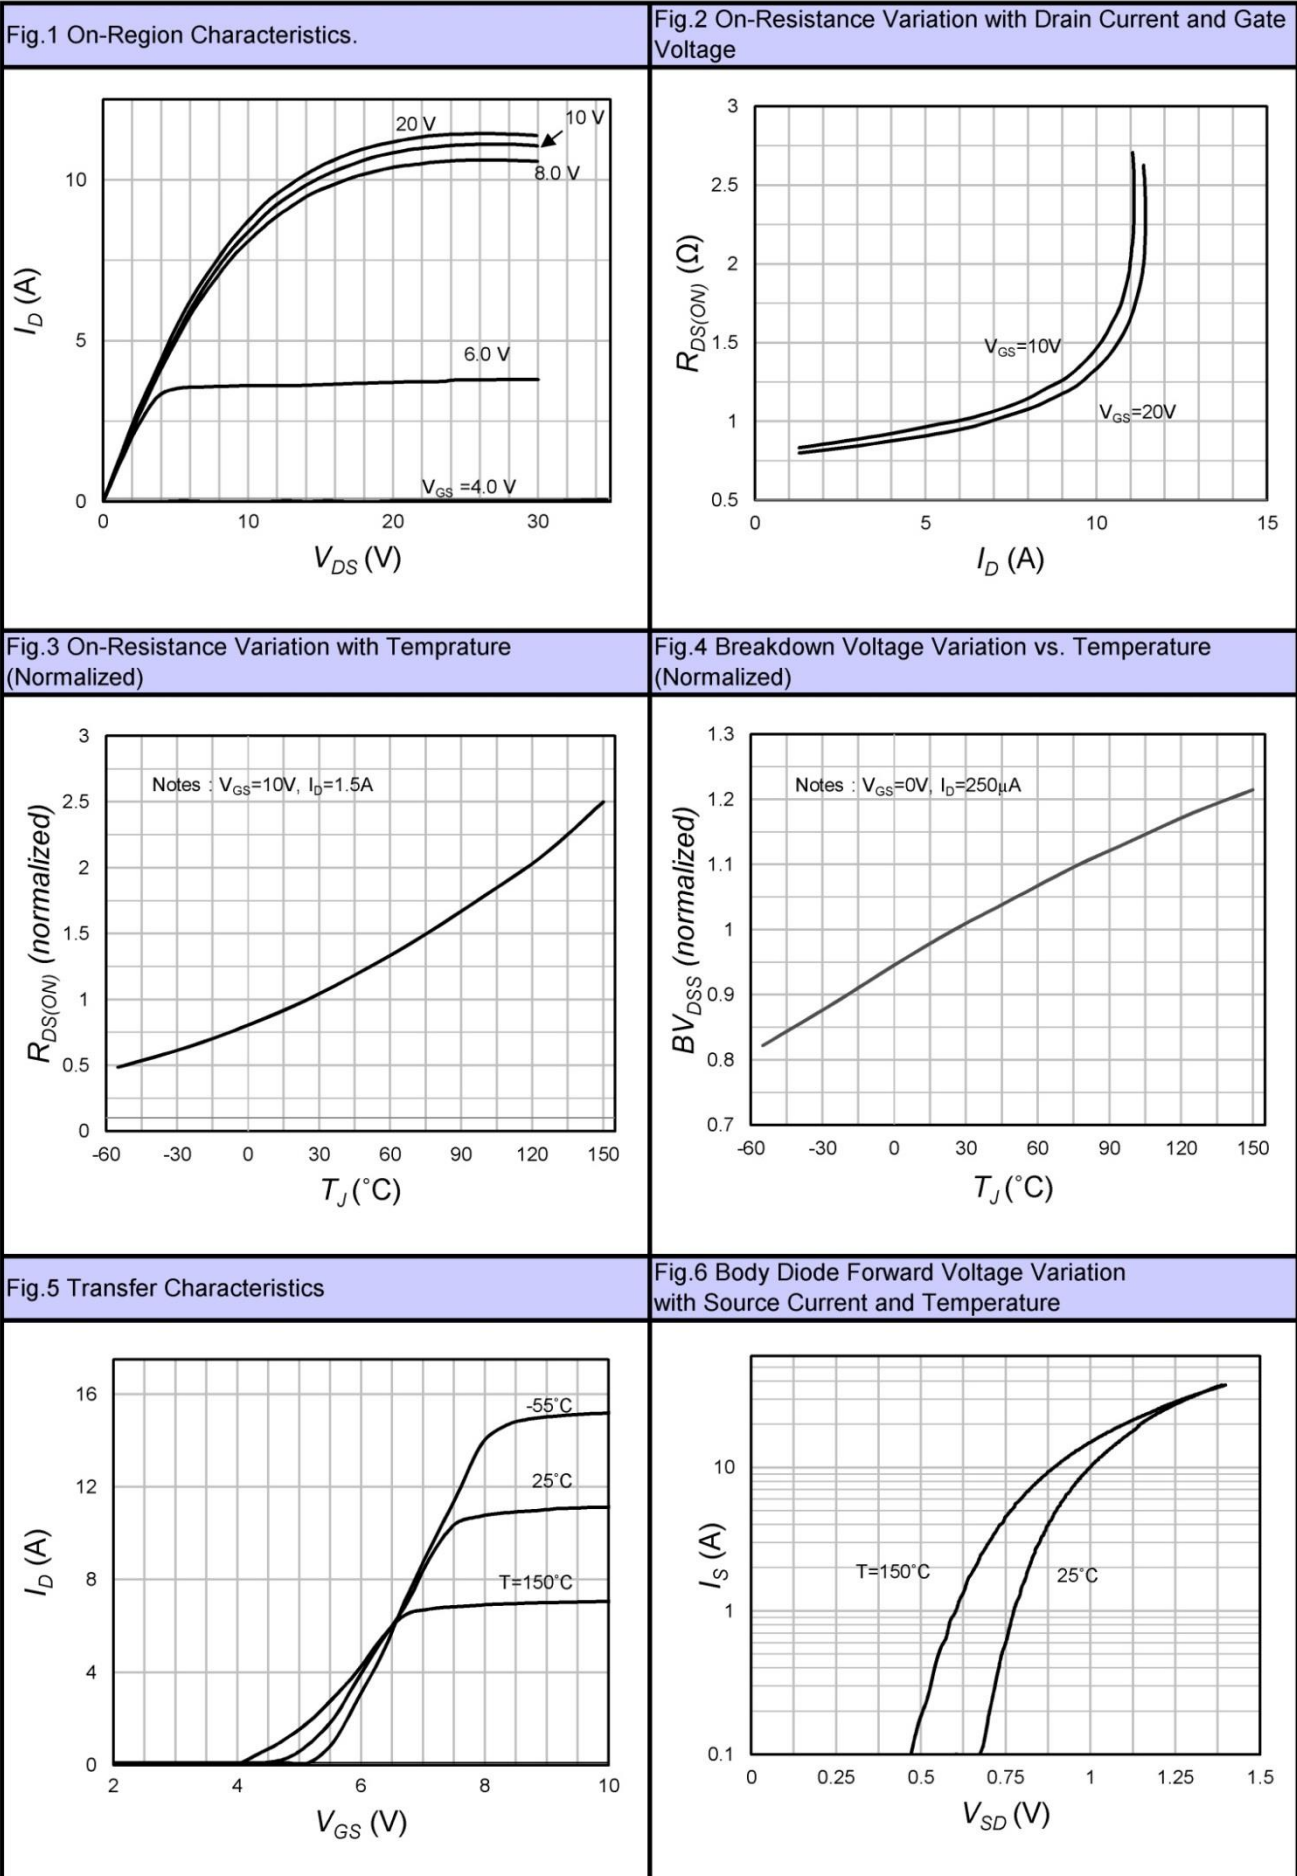 Fig.1 On-Region Characteristics.
Fig.2 On-Resistance Variation with Drain Current and Gate
Voltage
20 V
10 V
8.0 V
6.0 V
VGS =4.0 V
10
5
0
0 10 20 30
ID (A)
VDS (V)
3
2.5
2
1.5
1
0.5
0 5 10 15
VGS=10V
VGS=20V
RDS(ON) (Ω)
ID (A)
Fig.3 On-Resistance Variation with Temprature
(Normalized)
Fig.4 Breakdown Voltage Variation vs. Temperature
(Normalized)
Notes : VGS=10V, ID=1.5A
3
2.5
2
1.5
1
0.5
0
-60 -30 0 30 60 90 120 150
RDS(ON) (normalized)
TJ (˚C)
Notes : VGS=0V, ID=250µA
1.3
1.2
1.1
1
0.9
0.8
0.7
-60 -30 0 30 60 90 120 150
BVDSS (normalized)
TJ (˚C)
Fig.5 Transfer Characteristics
Fig.6 Body Diode Forward Voltage Variation
with Source Current and Temperature
16
12
8
4
0
2 4 6 8 10
-55˚C
25˚C
T=150˚C
ID (A)
VGS (V)
10
1
0.1
0 0.25 0.5 0.75 1 1.25 1.5
T=150˚C
25˚C
IS (A)
VSD (V)